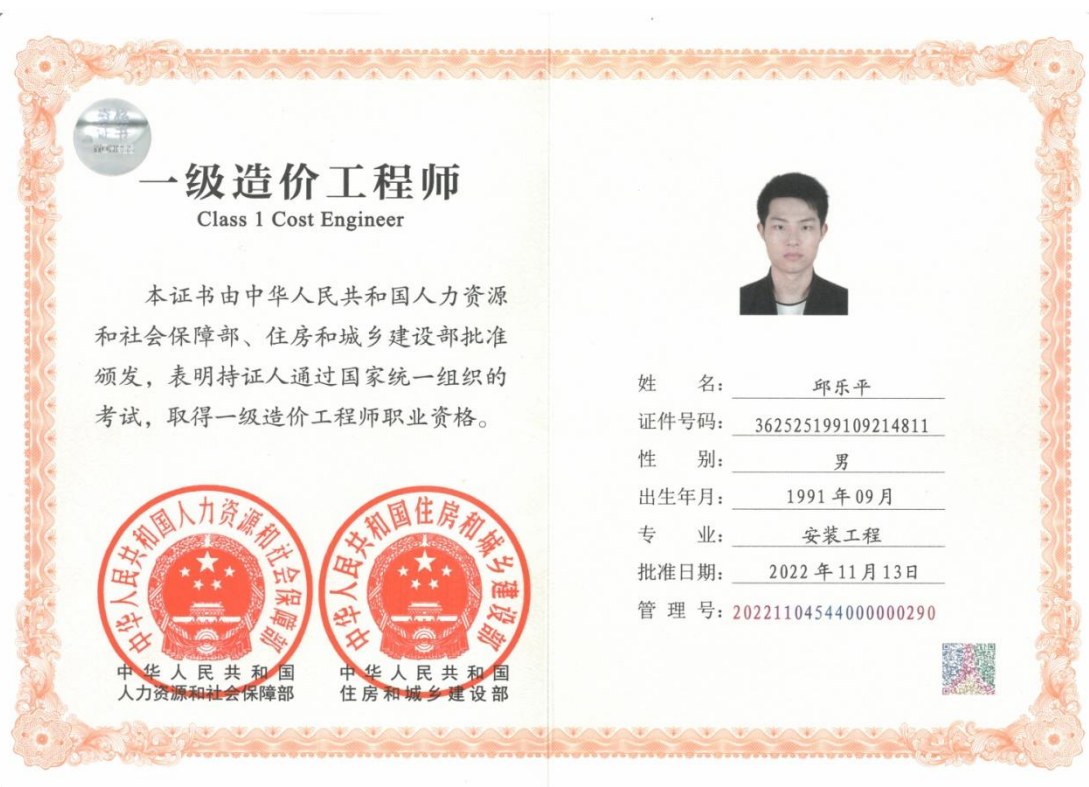 资格
证书
一级造价工程师
Class 1 Cost Engineer
本证书由中华人民共和国人力资源
和社会保障部、住房和城乡建设部批准
颁发，表明持证人通过国家统一组织的
考试，取得一级造价工程师职业资格。
中华人民共和国人力资源和社会保障部
中华人民共和国住房和城乡建设部
中华人民共和国
人力资源和社会保障部
中华人民共和国
住房和城乡建设部
姓 名： 邱乐平
证件号码： 362525199109214811
性 别： 男
出生年月： 1991年09月
专 业： 安装工程
批准日期： 2022年11月13日
管 理 号：20221104544000000290